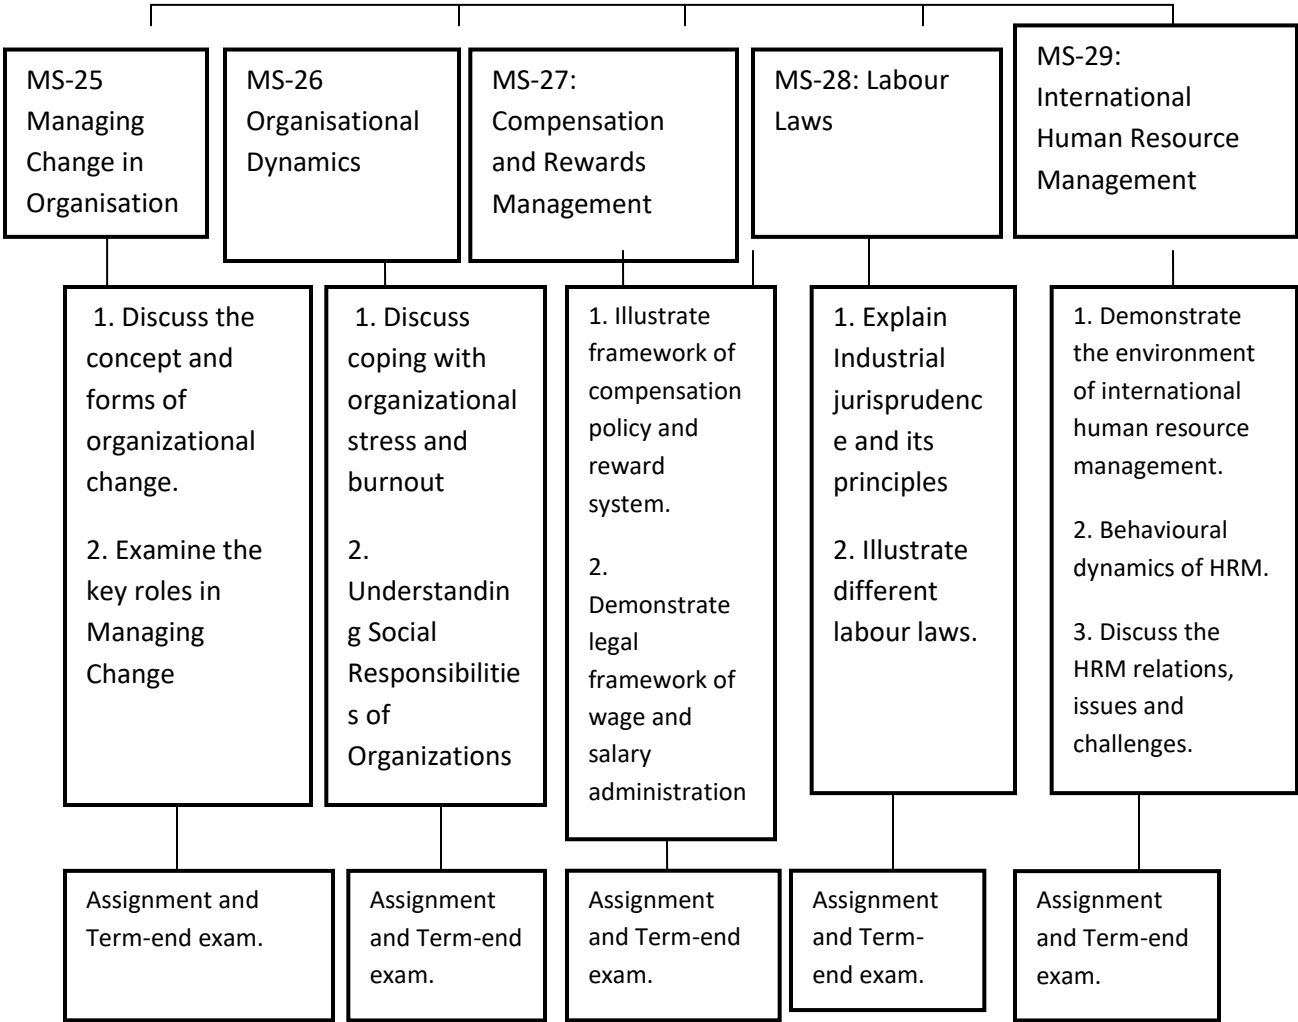 MS-25
Managing
Change in
Organisation
MS-26
Organisational
Dynamics
MS-27:
Compensation
and Rewards
Management
MS-28: Labour
Laws
MS-29:
International
Human Resource
Management
1. Discuss the
concept and
forms of
organizational
change.
2. Examine the
key roles in
Managing
Change
1. Discuss
coping with
organizational
stress and
burnout
2.
Understandin
g Social
Responsibilitie
s of
Organizations
1. Illustrate
framework of
compensation
policy and
reward
system.
2.
Demonstrate
legal
framework of
wage and
salary
administration
1. Explain
Industrial
jurisprudenc
e and its
principles
2. Illustrate
different
labour laws.
1. Demonstrate
the environment
of international
human resource
management.
2. Behavioural
dynamics of HRM.
3. Discuss the
HRM relations,
issues and
challenges.
Assignment and
Term-end exam.
Assignment
and Term-end
exam.
Assignment
and Term-end
exam.
Assignment
and Term-
end exam.
Assignment
and Term-end
exam.